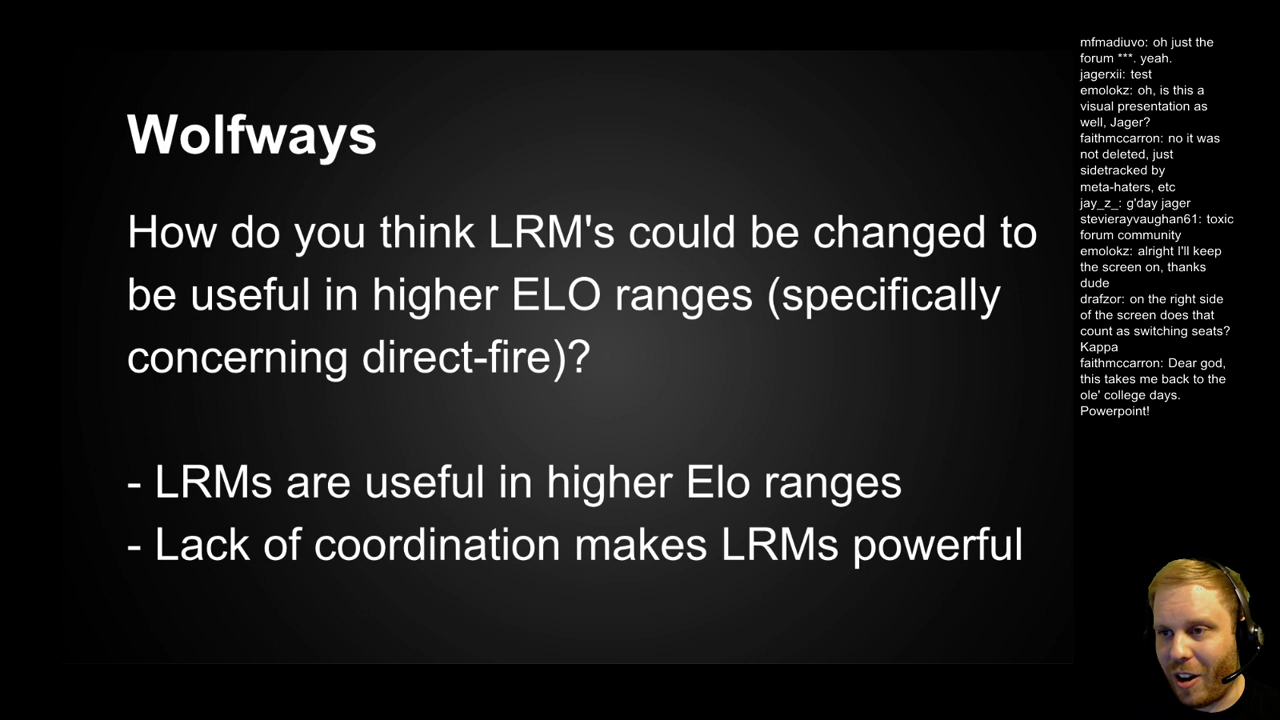 Wolfways
How do you think LRM's could be changed to
be useful in higher ELO ranges (specifically
concerning direct-fire)?
- LRMs are useful in higher Elo ranges
- Lack of coordination makes LRMs powerful
mfmadiuvo: oh just the
forum ***. yeah.
jagerxii: test
emolokz: oh, is this a
visual presentation as
well, Jager?
faithmccarron: no it was
not deleted, just
sidetracked by
meta-haters, etc
jay_z_: g'day jager
stevierayvaughan61: toxic
forum community
emolokz: alright I'll keep
the screen on, thanks
dude
drafzor: on the right side
of the screen does that
count as switching seats?
Kappa
faithmccarron: Dear god,
this takes me back to the
ole' college days.
Powerpoint!